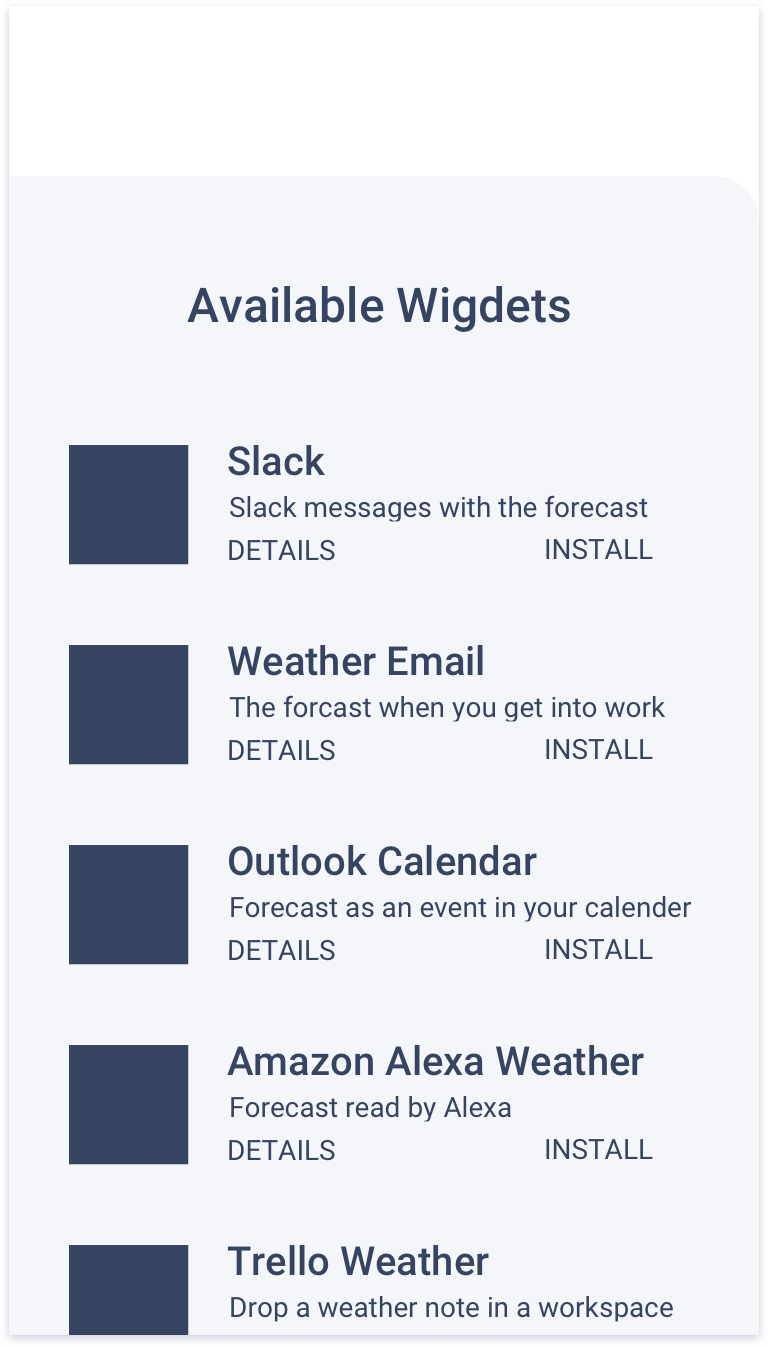 Available Wigdets
Slack
Slack messages with the forecast
DETAILS INSTALL
Weather Email
The forcast when you get into work
DETAILS INSTALL
Outlook Calendar
Forecast as an event in your calender
DETAILS INSTALL
Amazon Alexa Weather
Forecast read by Alexa
DETAILS INSTALL
Trello Weather
Drop a weather note in a workspace